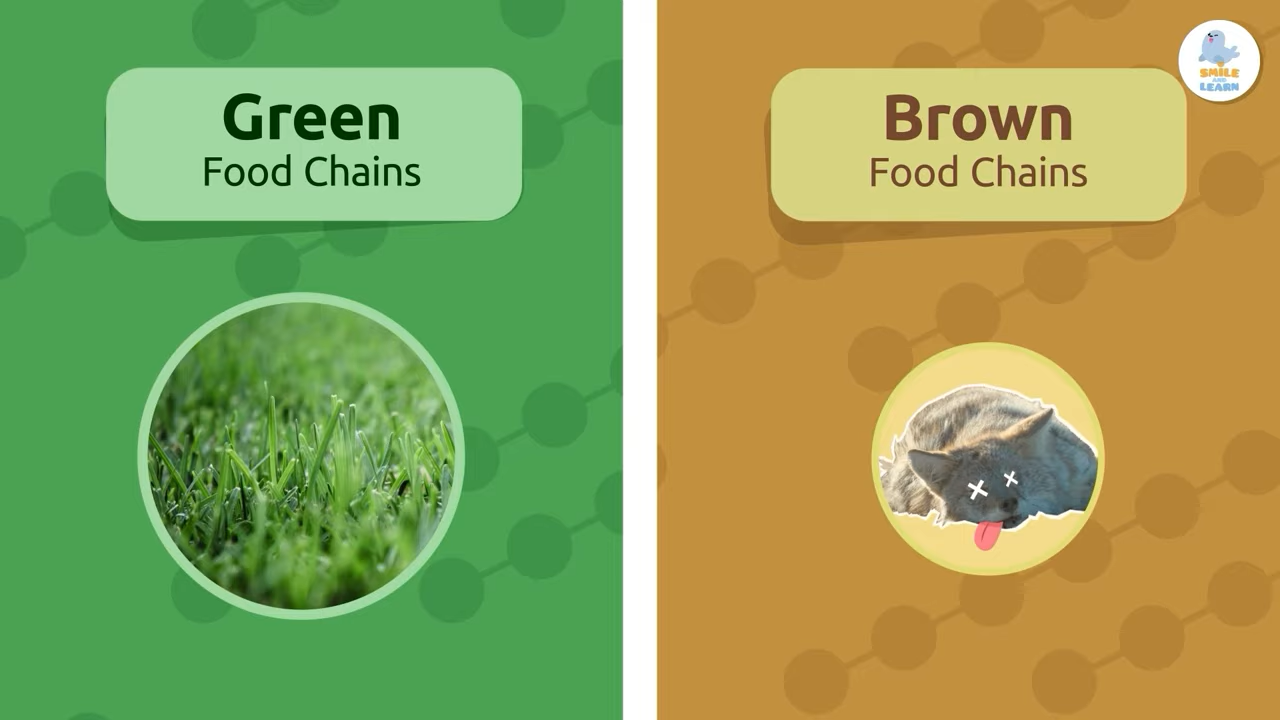 Green
Food Chains
Brown
Food Chains
SMILE
AND
LEARN